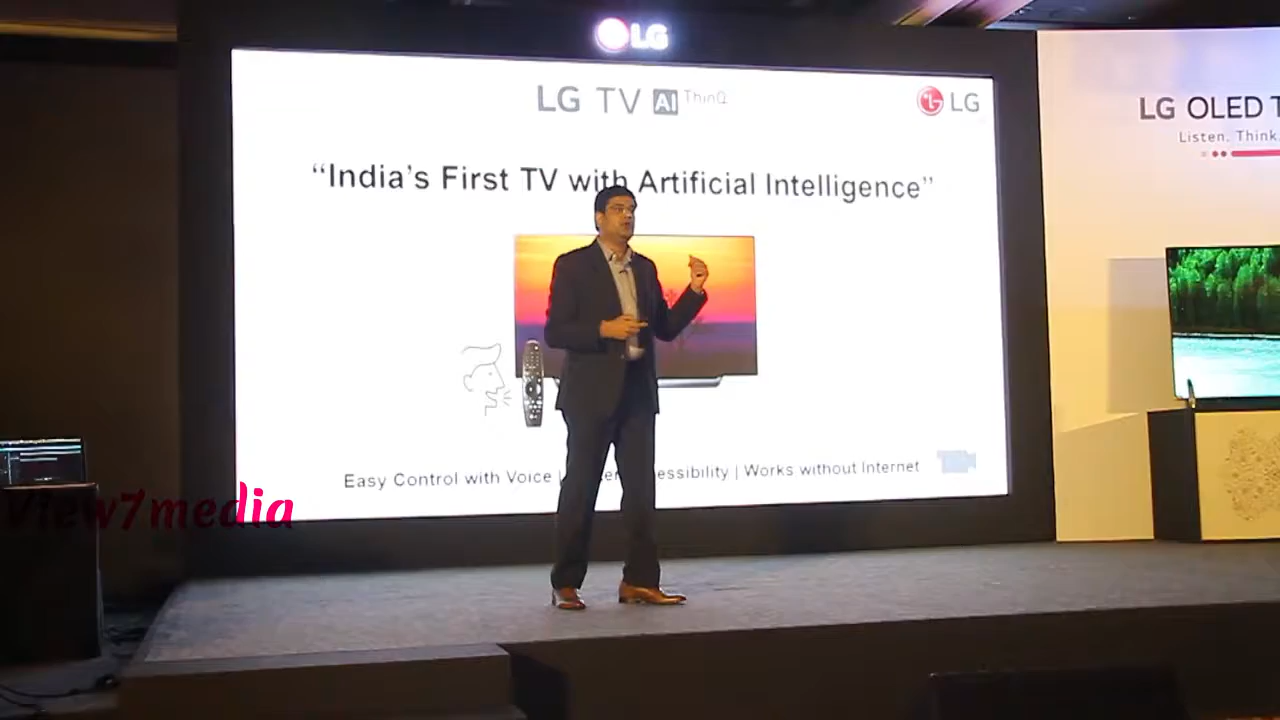 LG
LG TV AI ThinQ
LG
LG OLED T
Listen. Think.
“India's First TV with Artificial Intelligence”
Easy Control with Voice | essibility | Works without Internet
View7media